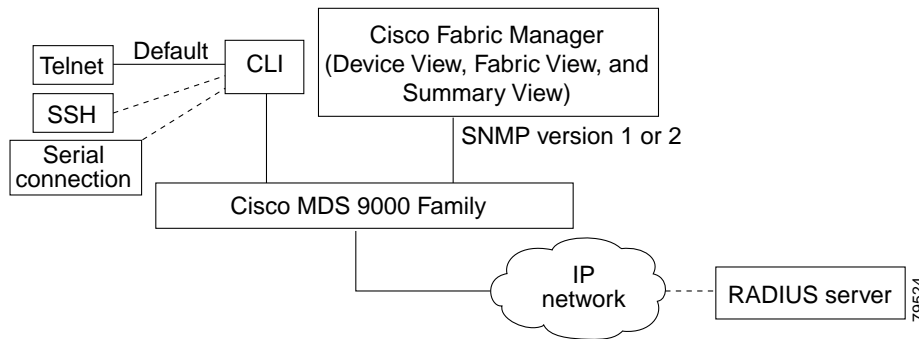 Telnet
Default
CLI
SSH
Serial
connection
Cisco Fabric Manager
(Device View, Fabric View, and
Summary View)
SNMP version 1 or 2
Cisco MDS 9000 Family
IP
network
RADIUS server
79524